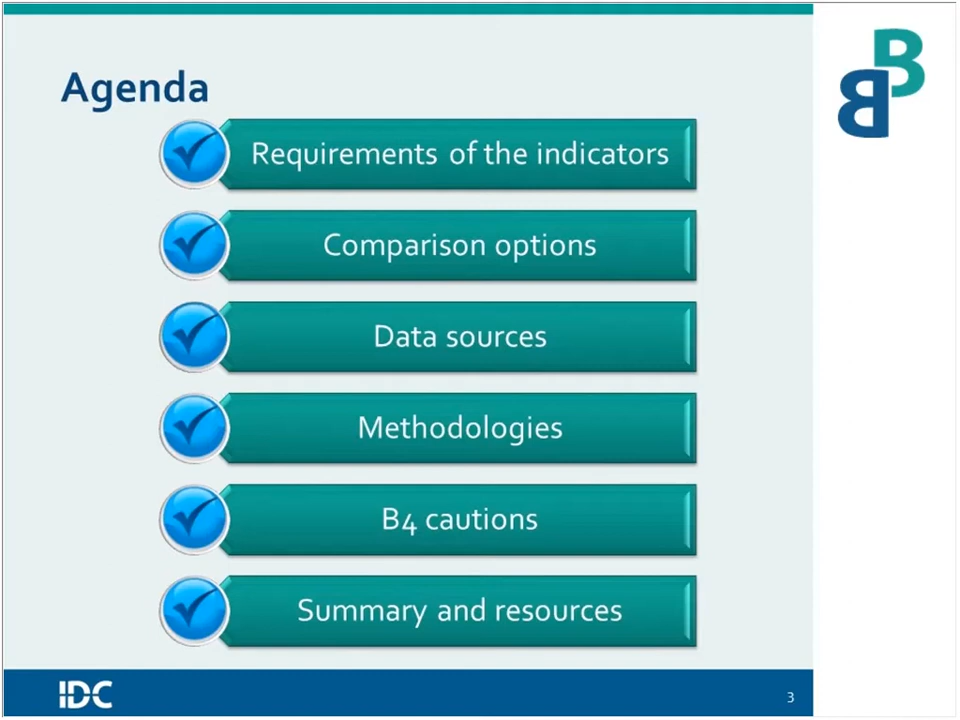 Agenda
B
B
Requirements of the indicators
Comparison options
Data sources
Methodologies
B4 cautions
Summary and resources
IDC
3